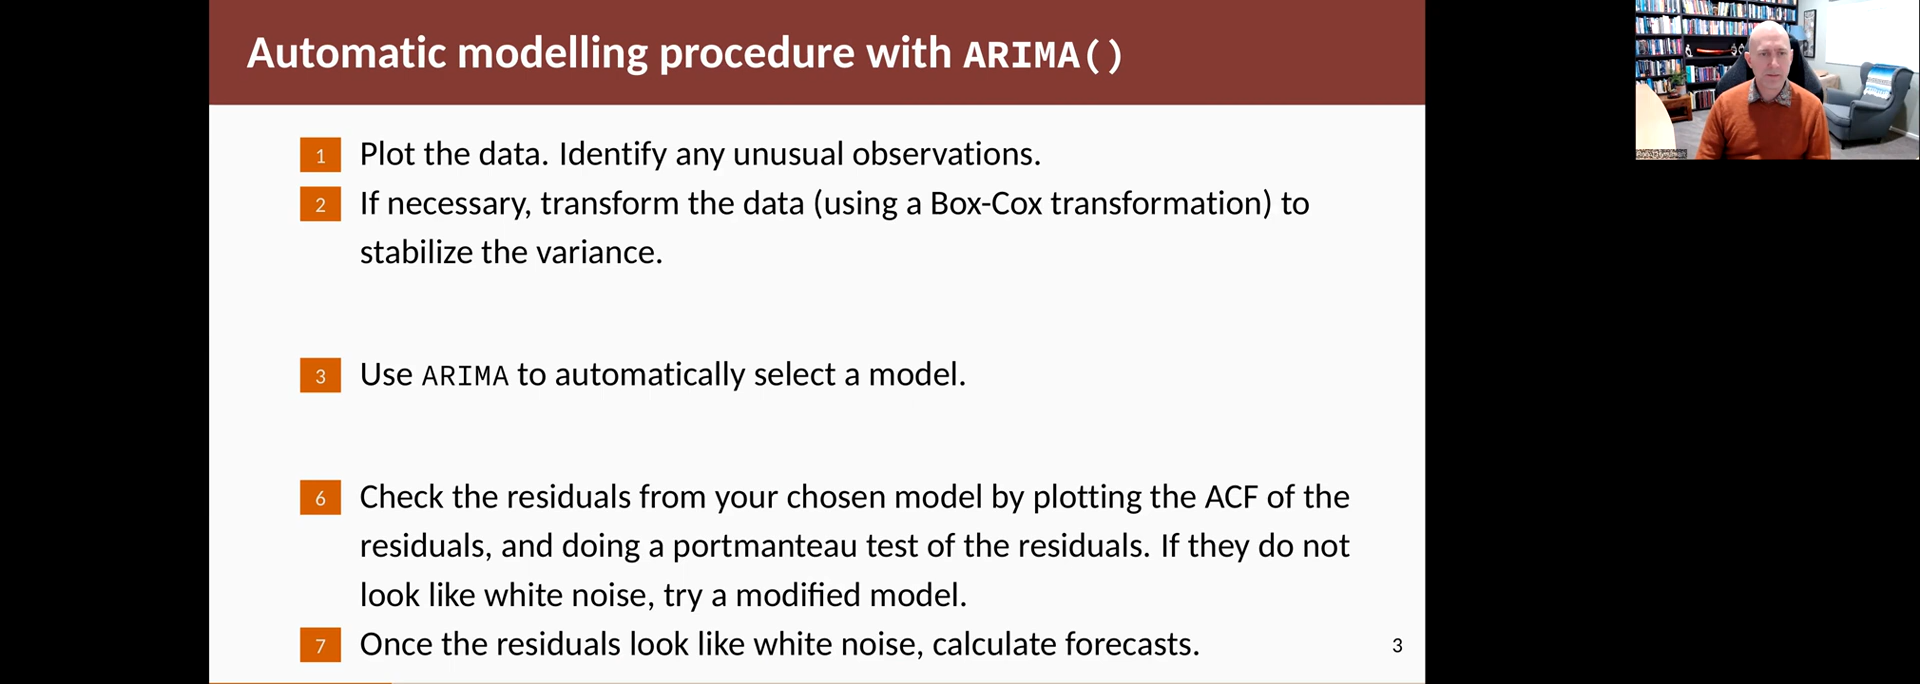 Automatic modelling procedure with ARIMA()
1 Plot the data. Identify any unusual observations.
2 If necessary, transform the data (using a Box-Cox transformation) to
stabilize the variance.
3 Use ARIMA to automatically select a model.
6 Check the residuals from your chosen model by plotting the ACF of the
residuals, and doing a portmanteau test of the residuals. If they do not
look like white noise, try a modified model.
7 Once the residuals look like white noise, calculate forecasts.
3